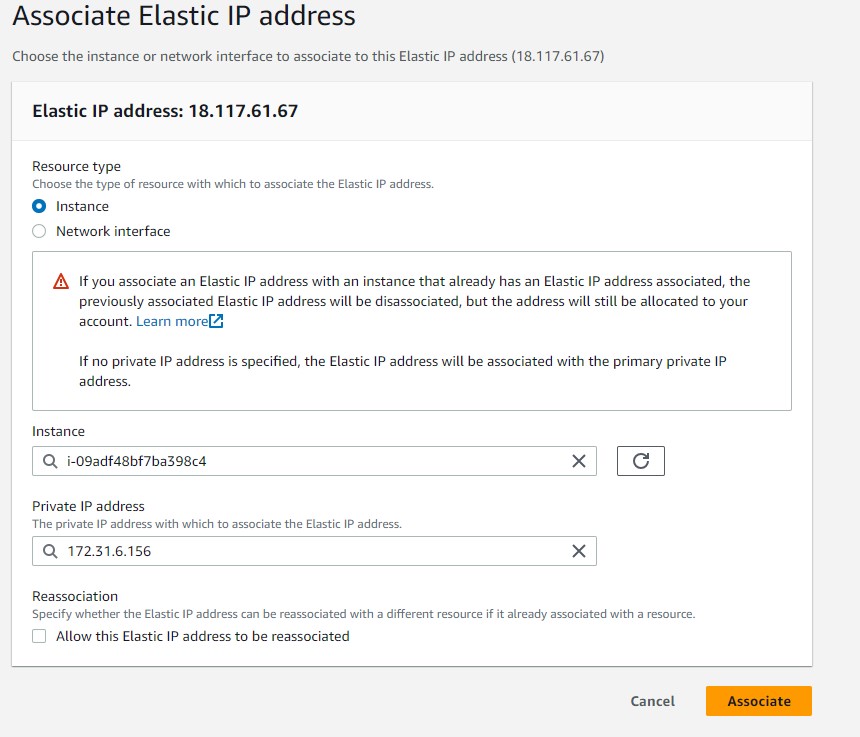 Associate Elastic IP address
Choose the instance or network interface to associate to this Elastic IP address (18.117.61.67)
Elastic IP address: 18.117.61.67
Resource type
Choose the type of resource with which to associate the Elastic IP address.
Instance
Network interface
If you associate an Elastic IP address with an instance that already has an Elastic IP address associated, the
previously associated Elastic IP address will be disassociated, but the address will still be allocated to your
account. Learn more
If no private IP address is specified, the Elastic IP address will be associated with the primary private IP
address.
Instance
i-09adf48bf7ba398c4
Private IP address
The private IP address with which to associate the Elastic IP address.
172.31.6.156
Reassociation
Specify whether the Elastic IP address can be reassociated with a different resource if it already associated with a resource.
Allow this Elastic IP address to be reassociated
Cancel
Associate